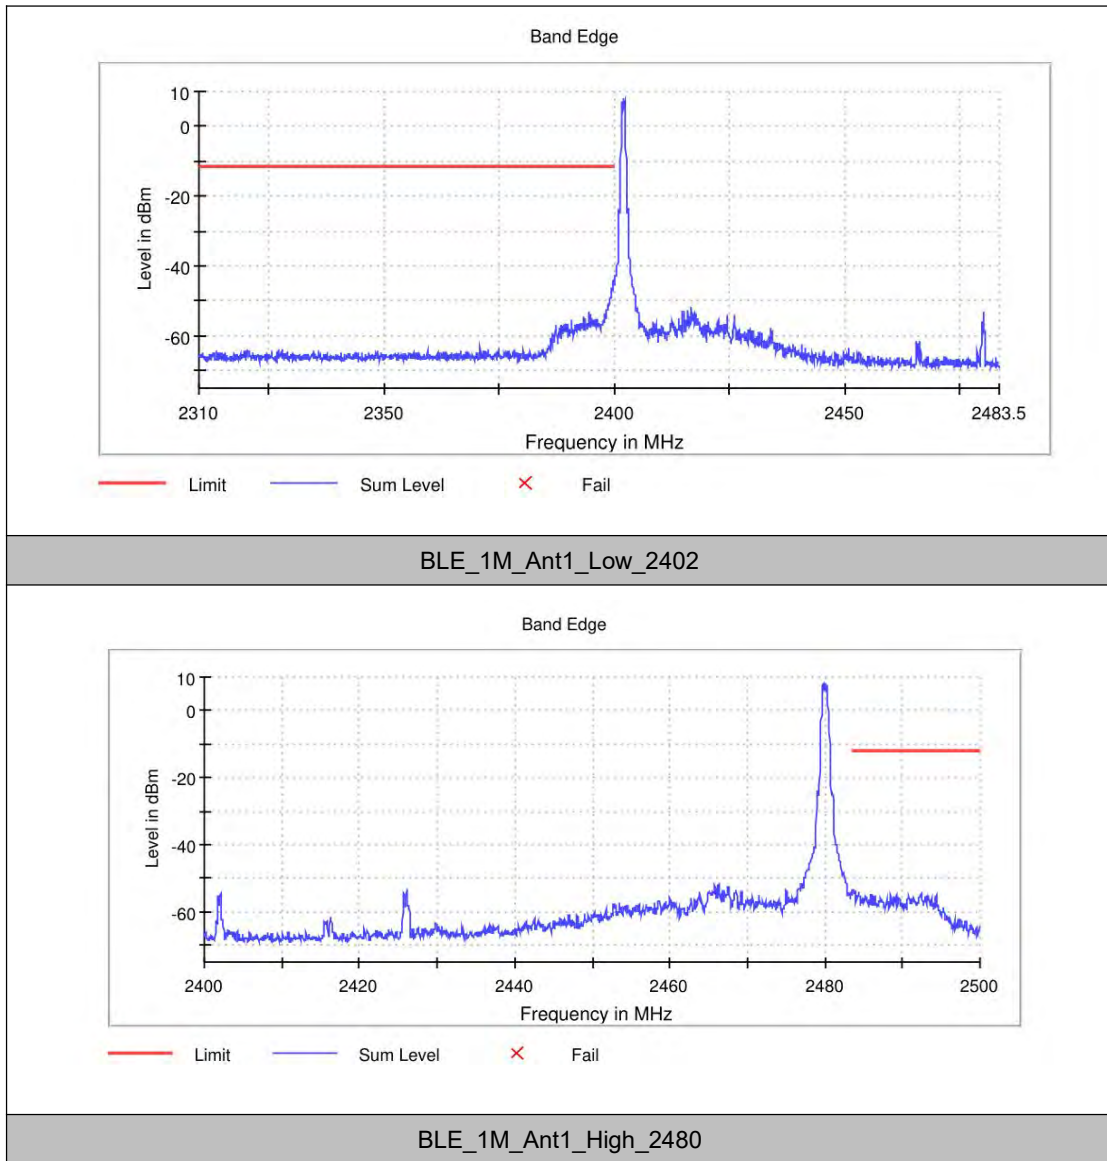 Band Edge
10
0
-20
-40
-60
Level in dBm
2310 2350 2400 2450 2483.5
Frequency in MHz
Limit Sum Level Fail
BLE_1M_Ant1_Low_2402
Band Edge
10
0
-20
-40
-60
Level in dBm
2400 2420 2440 2460 2480 2500
Frequency in MHz
Limit Sum Level Fail
BLE_1M_Ant1_High_2480